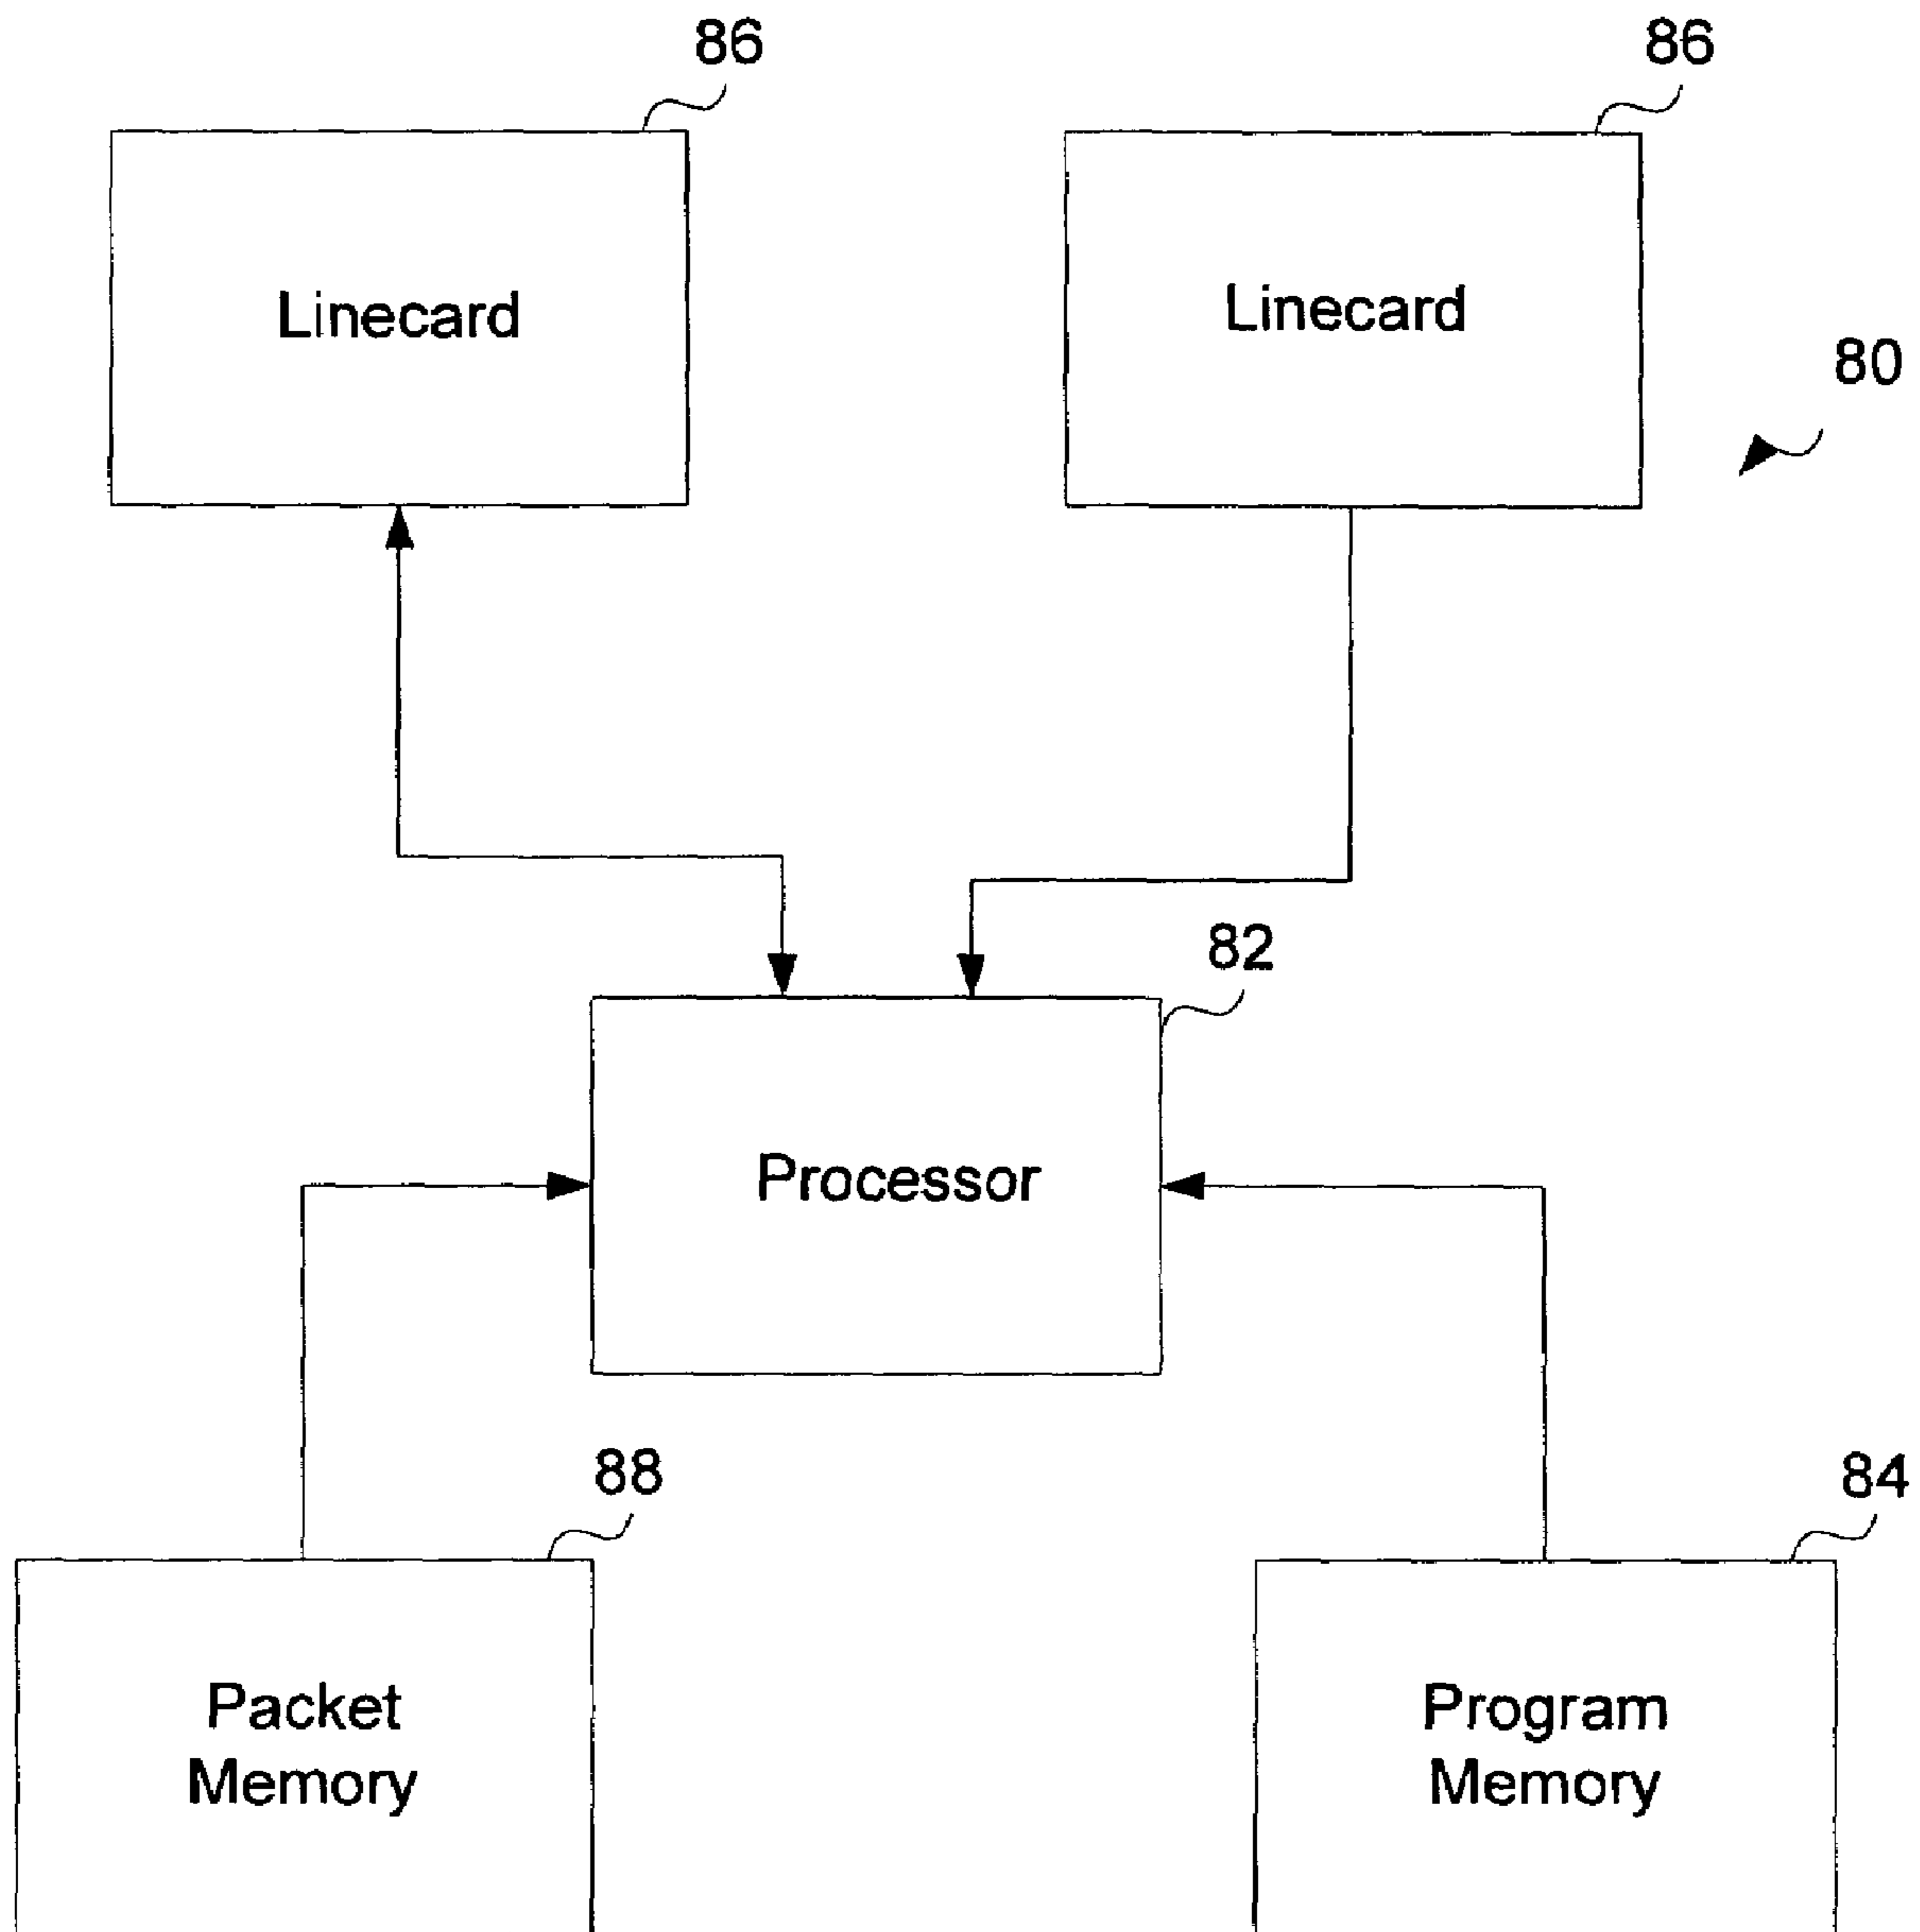 86
86
Linecard
Linecard
80
82
Processor
88
84
Packet
Memory
Program
Memory